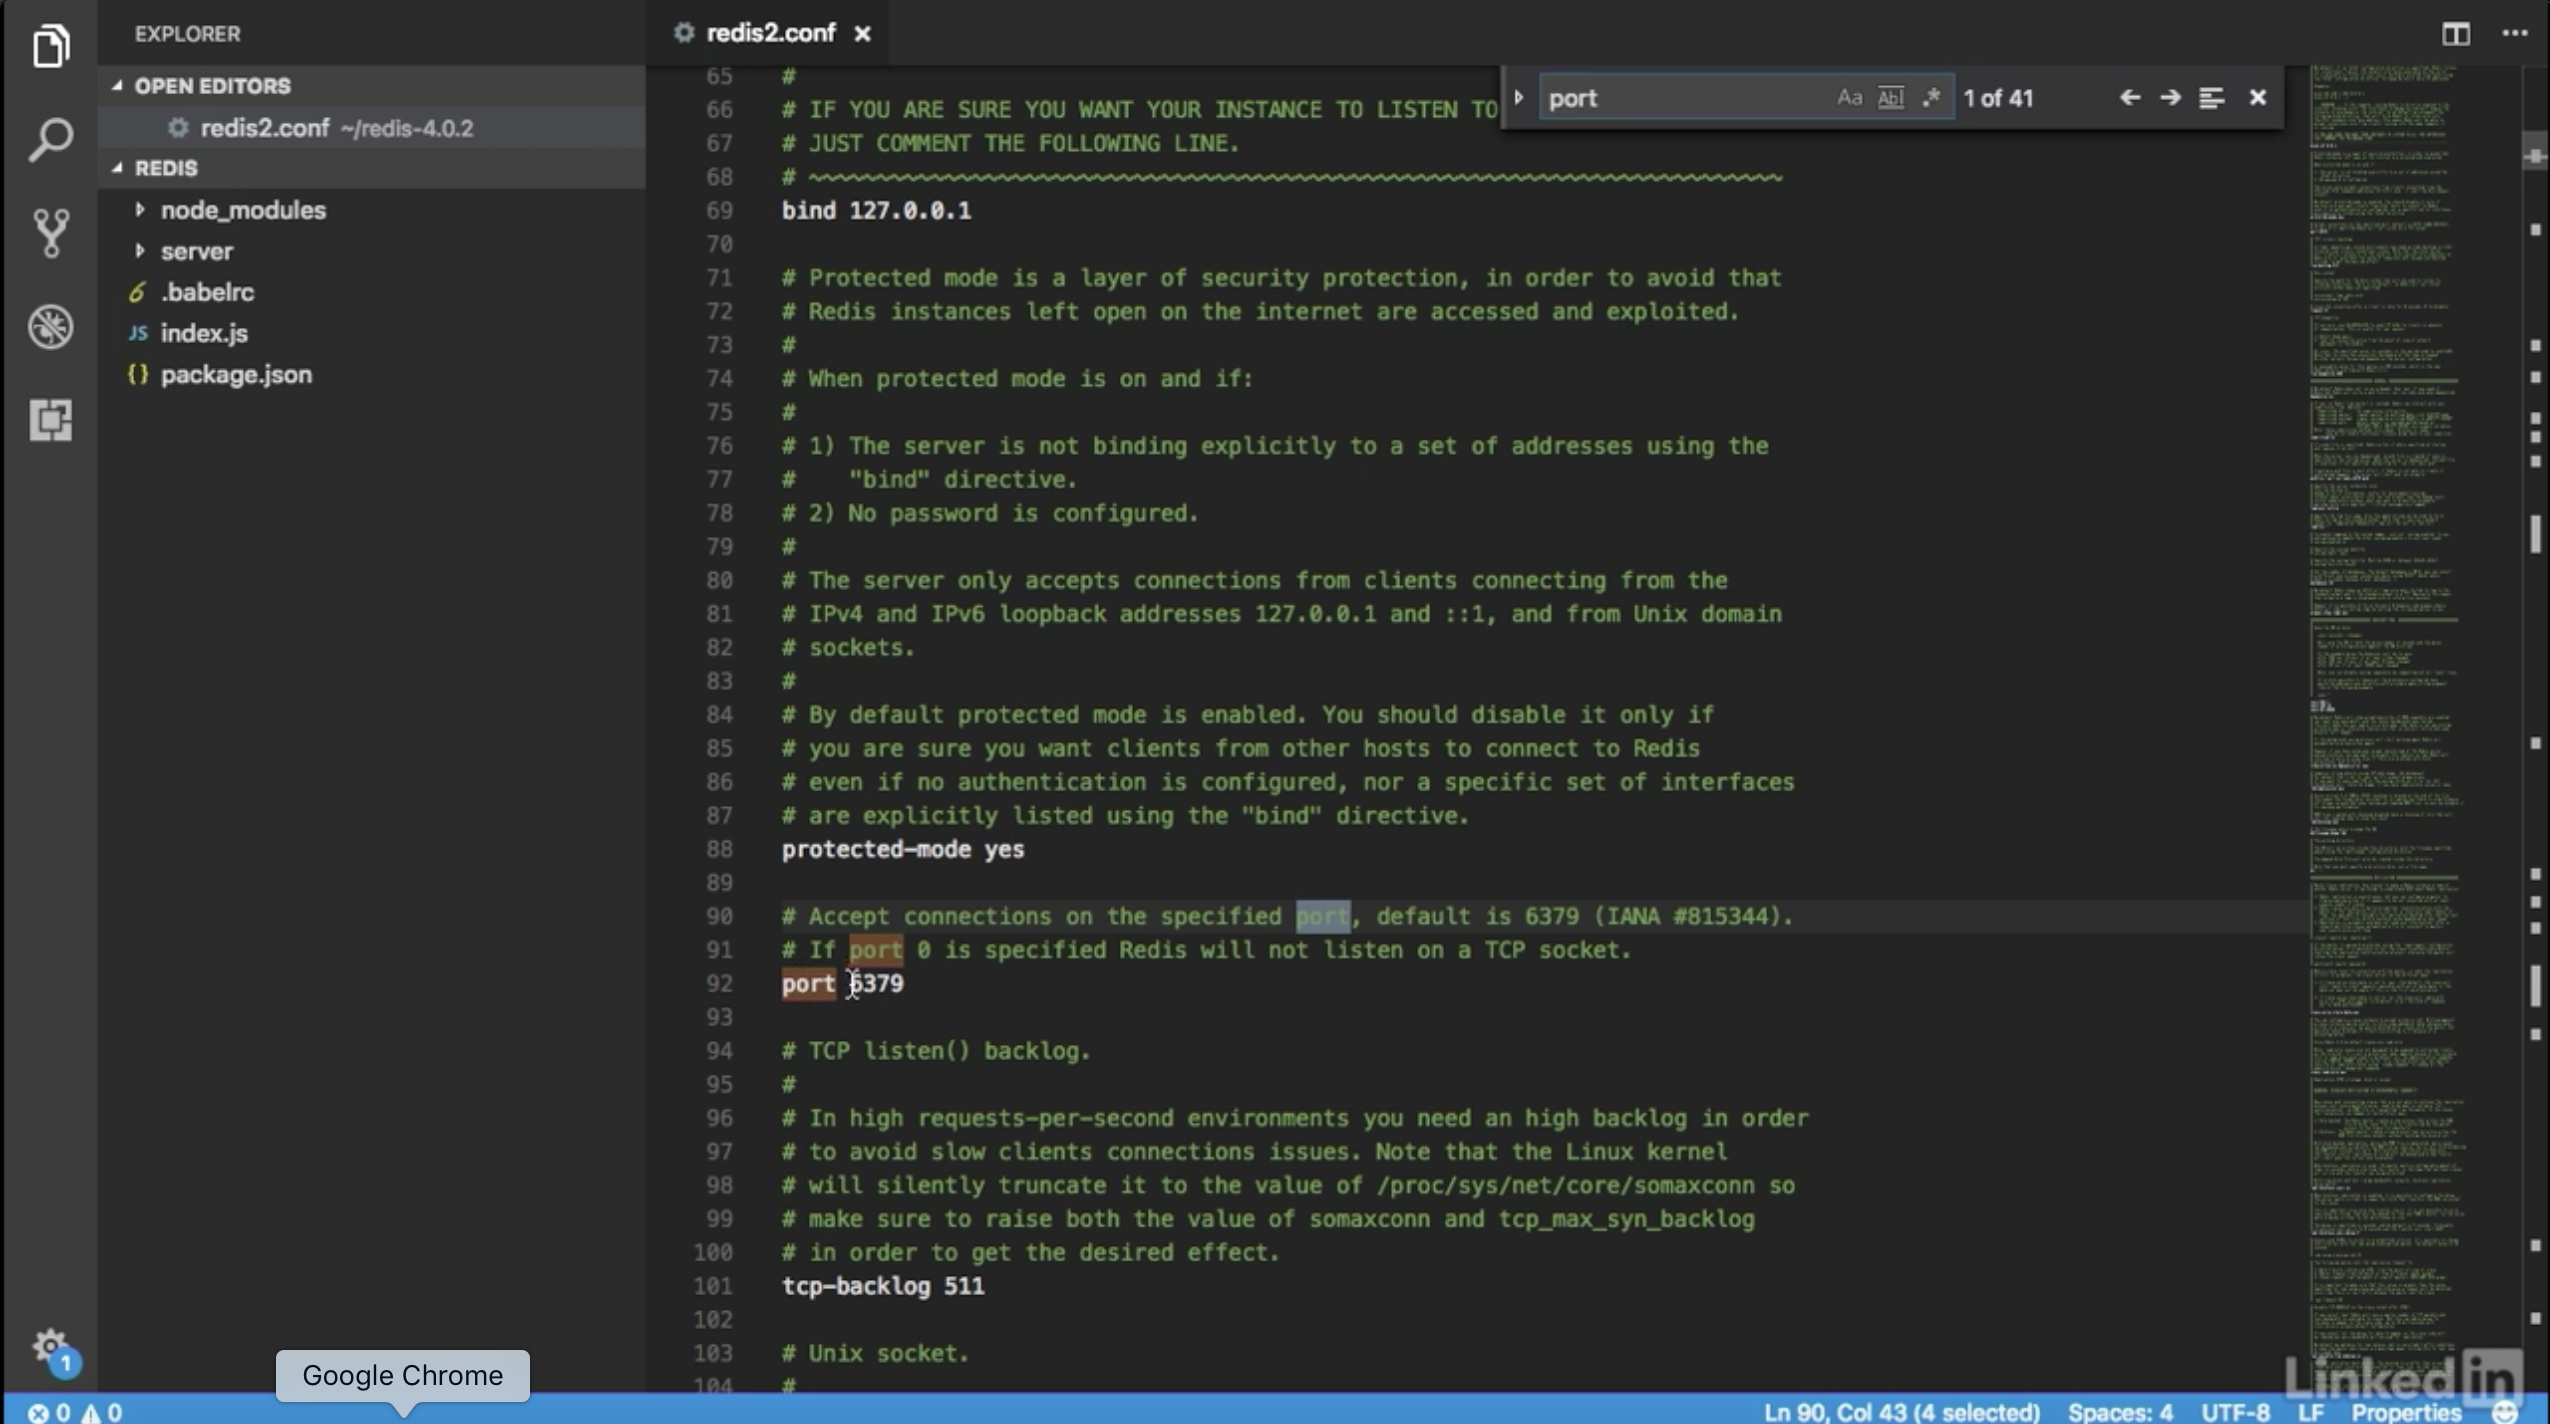 EXPLORER
OPEN EDITORS
redis2.conf ~/redis-4.0.2
REDIS
node_modules
server
.babelrc
JS index.js
{} package.json
redis2.conf
port Aa Abl .* 1 of 41
65 #
66 # IF YOU ARE SURE YOU WANT YOUR INSTANCE TO LISTEN TO
67 # JUST COMMENT THE FOLLOWING LINE.
68 # ~~~~~~~~~~~~~~~~~~~~~~~~~~~~~~~~~~~~~~~~~~~~~~~~~~~~~~~~~~~~~~~~~~~~~~~~
69 bind 127.0.0.1
70
71 # Protected mode is a layer of security protection, in order to avoid that
72 # Redis instances left open on the internet are accessed and exploited.
73 #
74 # When protected mode is on and if:
75 #
76 # 1) The server is not binding explicitly to a set of addresses using the
77 #    "bind" directive.
78 # 2) No password is configured.
79 #
80 # The server only accepts connections from clients connecting from the
81 # IPv4 and IPv6 loopback addresses 127.0.0.1 and ::1, and from Unix domain
82 # sockets.
83 #
84 # By default protected mode is enabled. You should disable it only if
85 # you are sure you want clients from other hosts to connect to Redis
86 # even if no authentication is configured, nor a specific set of interfaces
87 # are explicitly listed using the "bind" directive.
88 protected-mode yes
89
90 # Accept connections on the specified port, default is 6379 (IANA #815344).
91 # If port 0 is specified Redis will not listen on a TCP socket.
92 port 6379
93
94 # TCP listen() backlog.
95 #
96 # In high requests-per-second environments you need an high backlog in order
97 # to avoid slow clients connections issues. Note that the Linux kernel
98 # will silently truncate it to the value of /proc/sys/net/core/somaxconn so
99 # make sure to raise both the value of somaxconn and tcp_max_syn_backlog
100 # in order to get the desired effect.
101 tcp-backlog 511
102
103 # Unix socket.
104 #
1
Google Chrome
Linked in
0 0 Ln 90, Col 43 (4 selected) Spaces: 4 UTF-8 LF Properties